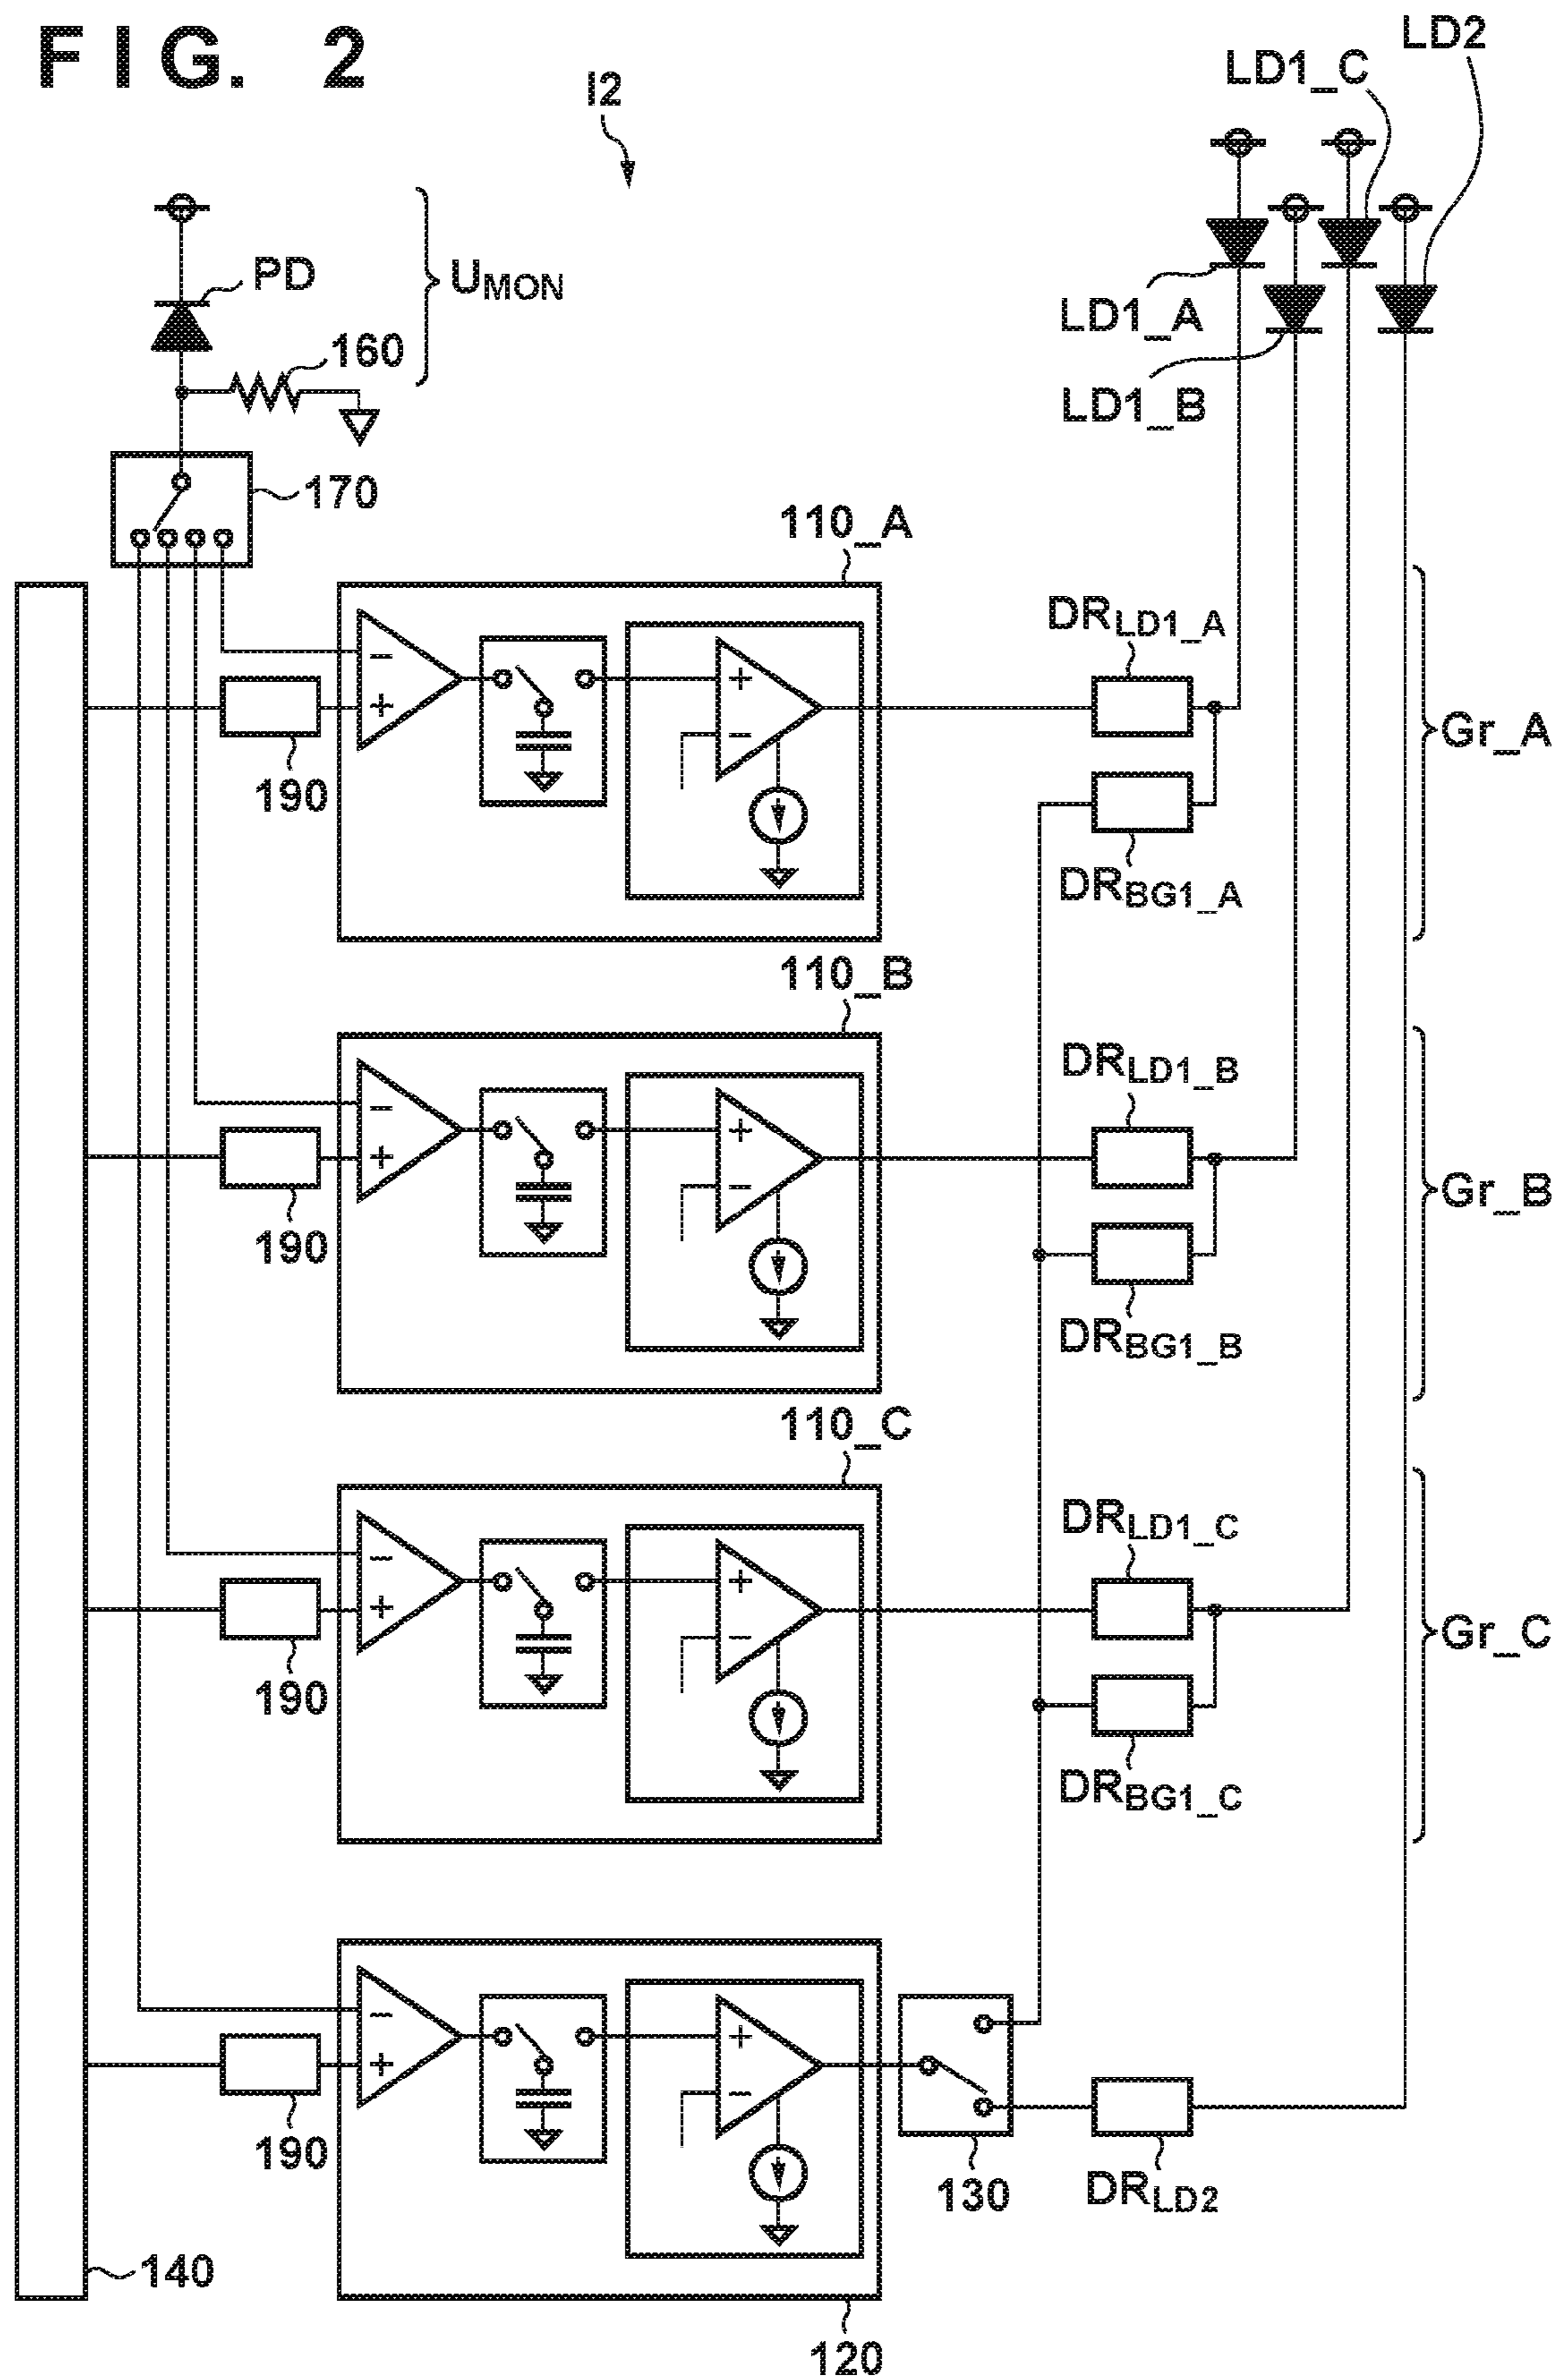 FIG. 2
I2
LD2
LD1_C
PD
UMON
LD1_A
160
LD1_B
170
110_A
DRLD1_A
+
−
+
−
Gr_A
190
DRBG1_A
110_B
DRLD1_B
+
−
+
−
Gr_B
190
DRBG1_B
110_C
DRLD1_C
+
−
+
−
Gr_C
190
DRBG1_C
+
−
+
−
190
130
DRLD2
140
120